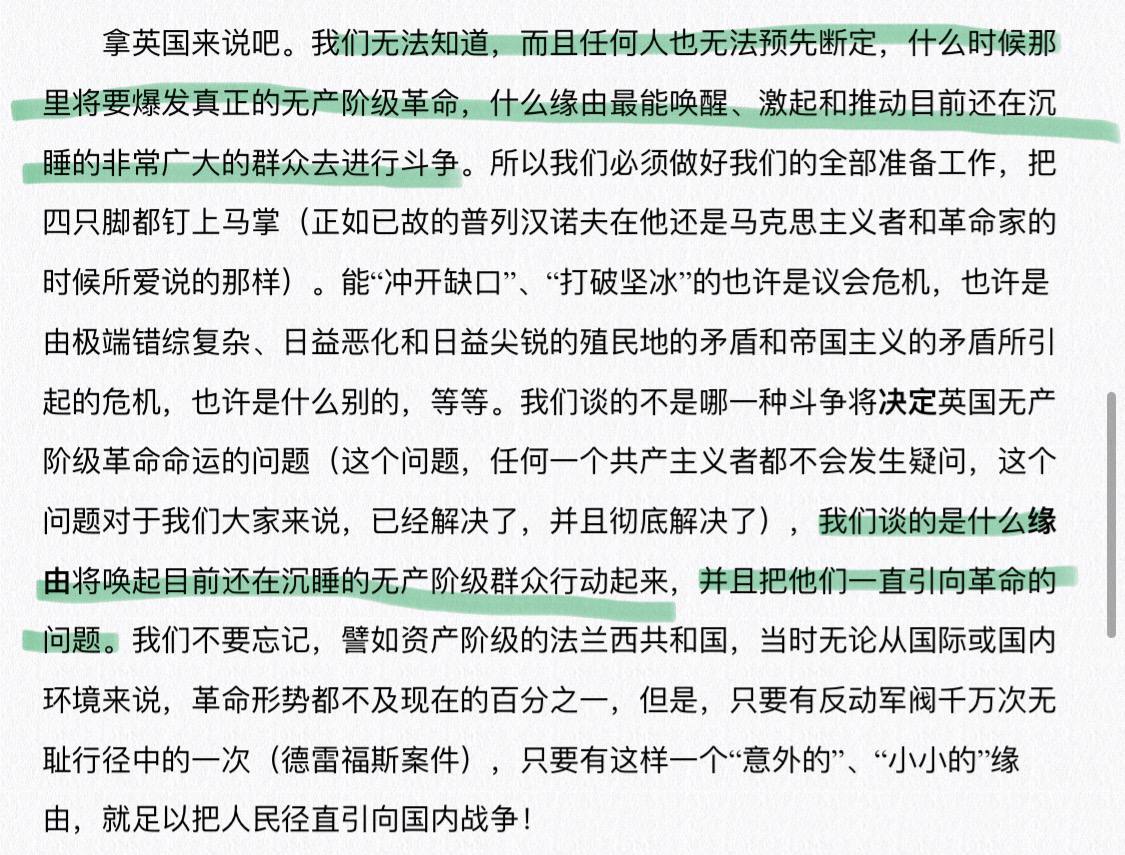 拿英国来说吧。我们无法知道，而且任何人也无法预先断定，什么时候那
里将要爆发真正的无产阶级革命，什么缘由最能唤醒、激起和推动目前还在沉
睡的非常广大的群众去进行斗争。所以我们必须做好我们的全部准备工作，把
四只脚都钉上马掌（正如已故的普列汉诺夫在他还是马克思主义者和革命家的
时候所爱说的那样）。能“冲开缺口”、“打破坚冰”的也许是议会危机，也许是
由极端错综复杂、日益恶化和日益尖锐的殖民地的矛盾和帝国主义的矛盾所引
起的危机，也许是什么别的，等等。我们谈的不是哪一种斗争将决定英国无产
阶级革命命运的问题（这个问题，任何一个共产主义者都不会发生疑问，这个
问题对于我们大家来说，已经解决了，并且彻底解决了），我们谈的是什么缘
由将唤起目前还在沉睡的无产阶级群众行动起来，并且把他们一直引向革命的
问题。我们不要忘记，譬如资产阶级的法兰西共和国，当时无论从国际或国内
环境来说，革命形势都不及现在的百分之一，但是，只要有反动军阀千万次无
耻行径中的一次（德雷福斯案件），只要有这样一个“意外的”、“小小的”缘
由，就足以把人民径直引向国内战争！